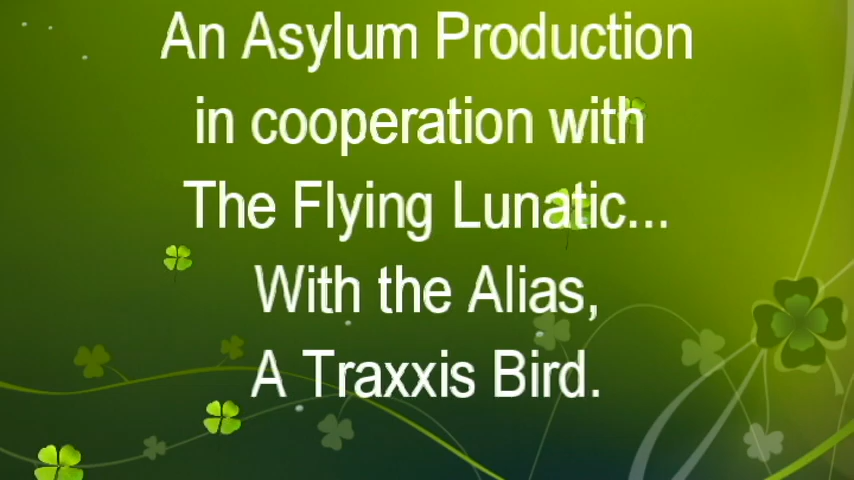 An Asylum Production
in cooperation with
The Flying Lunatic...
With the Alias,
A Traxxis Bird.